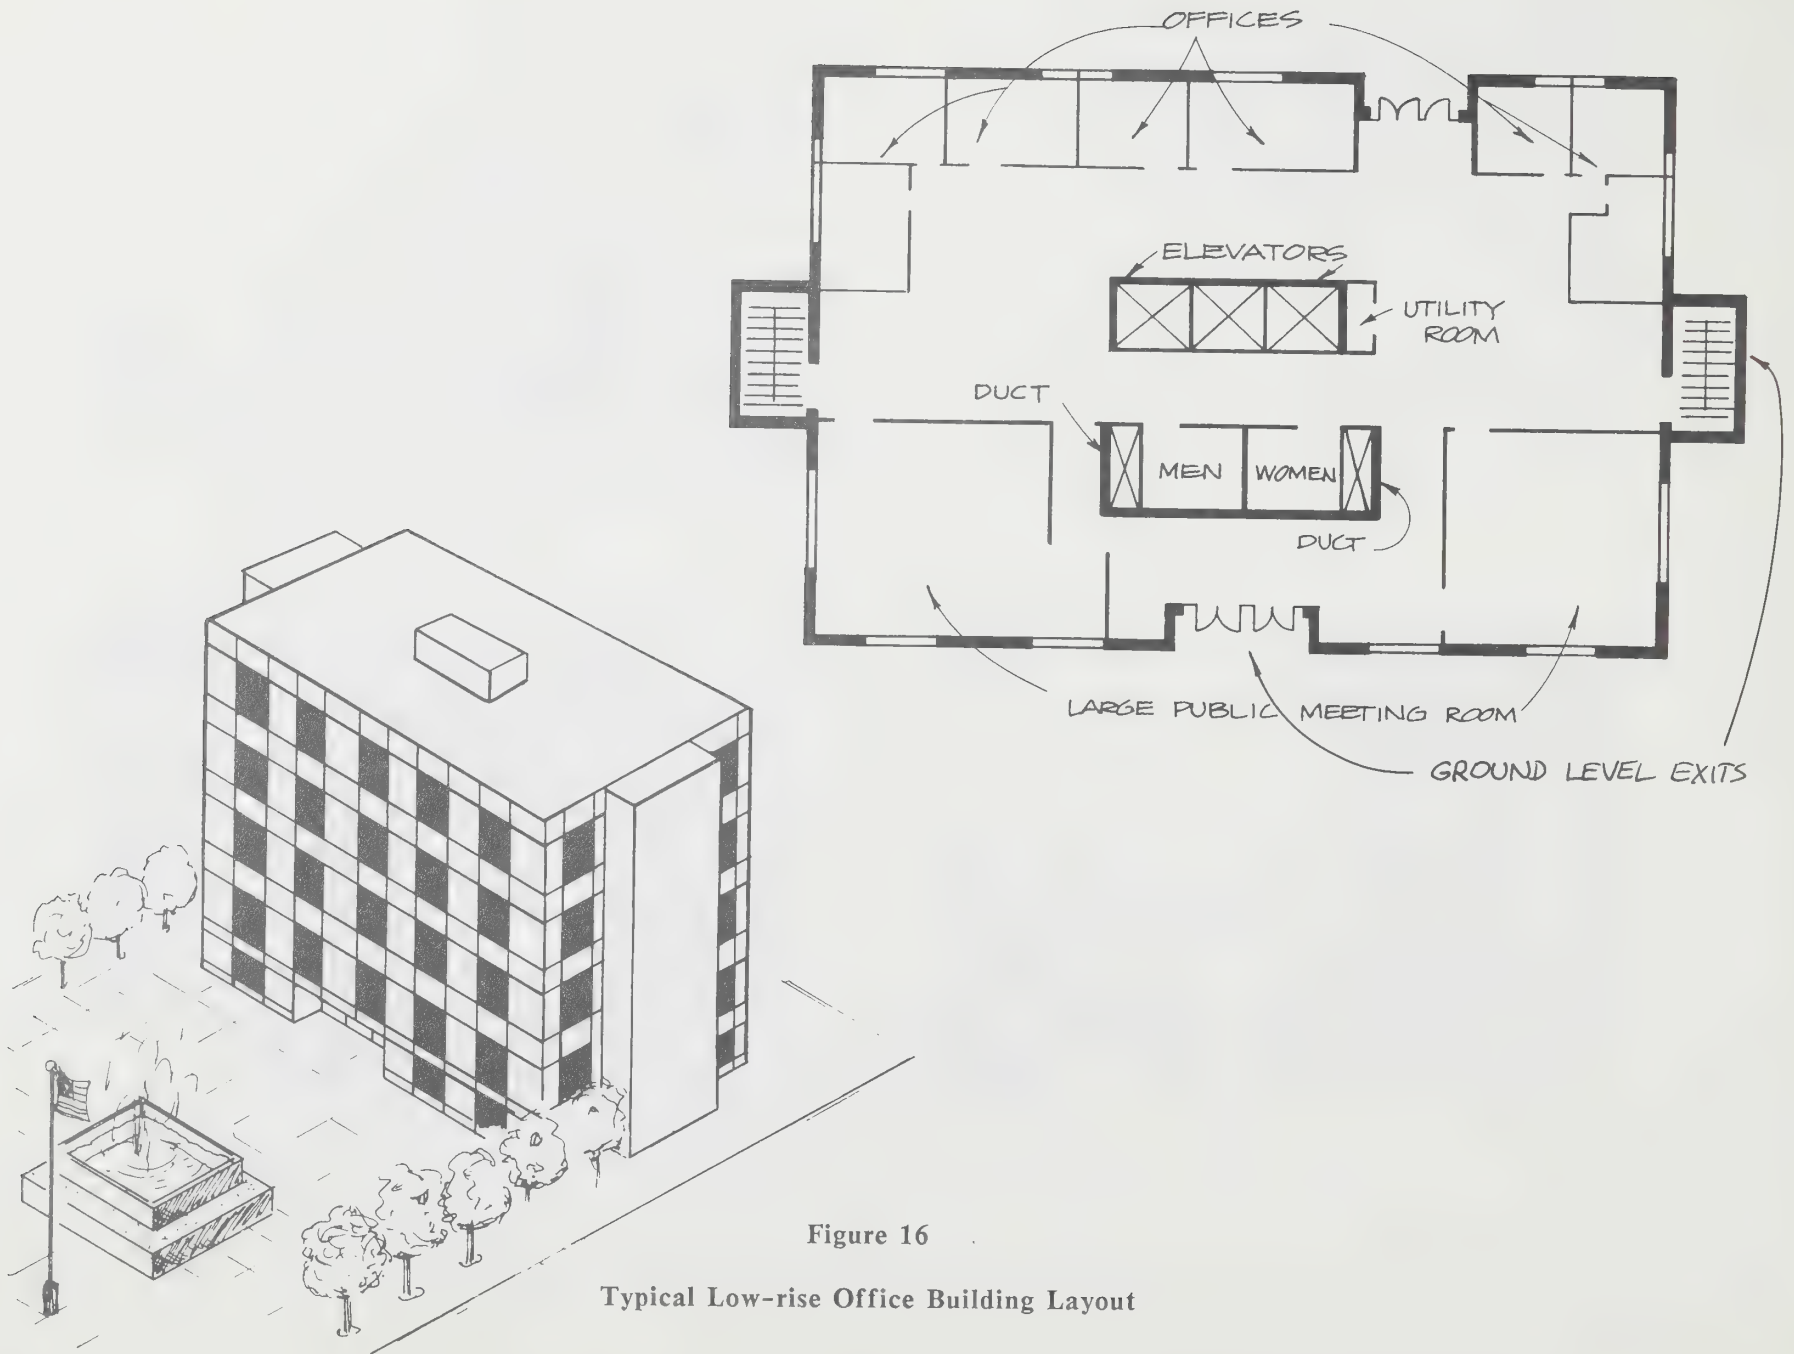 OFFICES
ELEVATORS
UTILITY
ROOM
DUCT
MEN
WOMEN
DUCT
LARGE PUBLIC MEETING ROOM
GROUND LEVEL EXITS
Figure 16
Typical Low-rise Office Building Layout